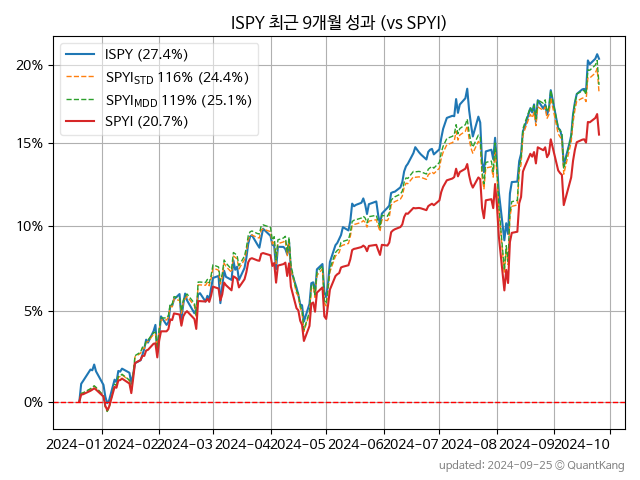 ISPY 최근 9개월 성과 (vs SPYI)
ISPY (27.4%)
SPYI_STD 116% (24.4%)
SPYI_MDD 119% (25.1%)
SPYI (20.7%)
20%
15%
10%
5%
0%
2024-01 2024-02 2024-03 2024-04 2024-05 2024-06 2024-07 2024-08 2024-09 2024-10
updated: 2024-09-25 © QuantKang